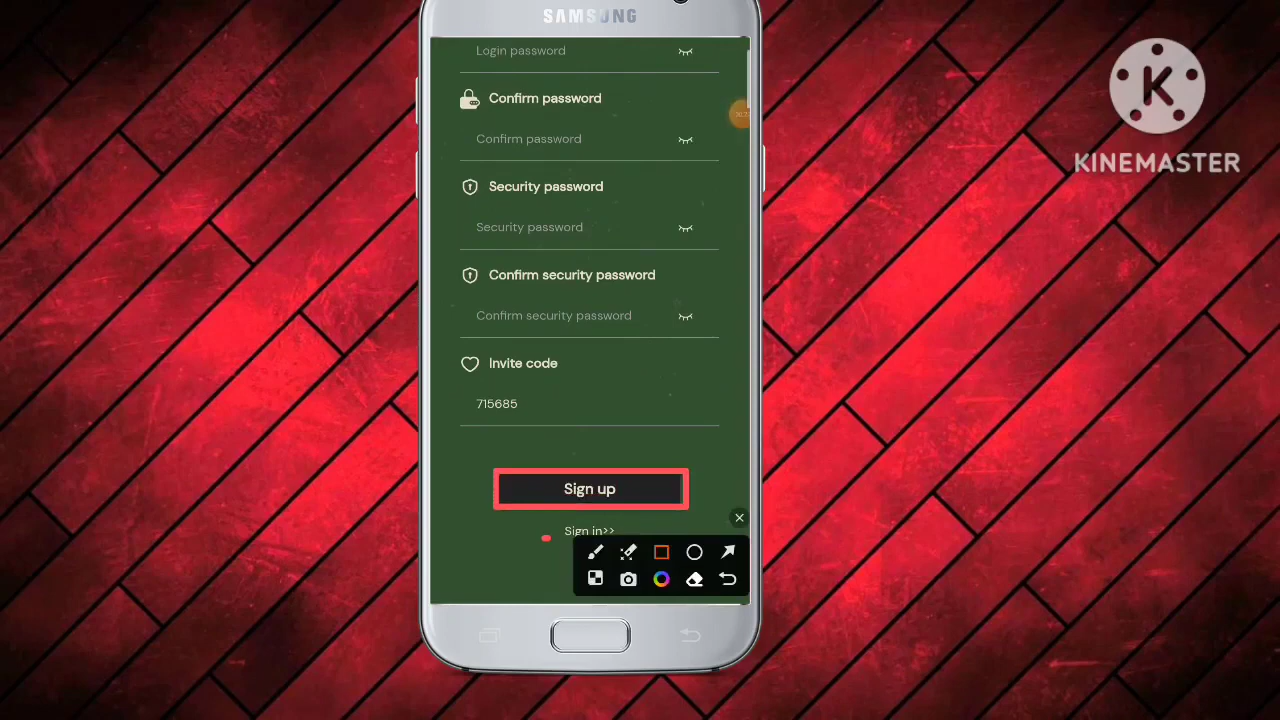 SAMSUNG
Login password
Confirm password
Confirm password
Security password
Security password
Confirm security password
Confirm security password
Invite code
715685
Sign up
Sign in>>
KINEMASTER